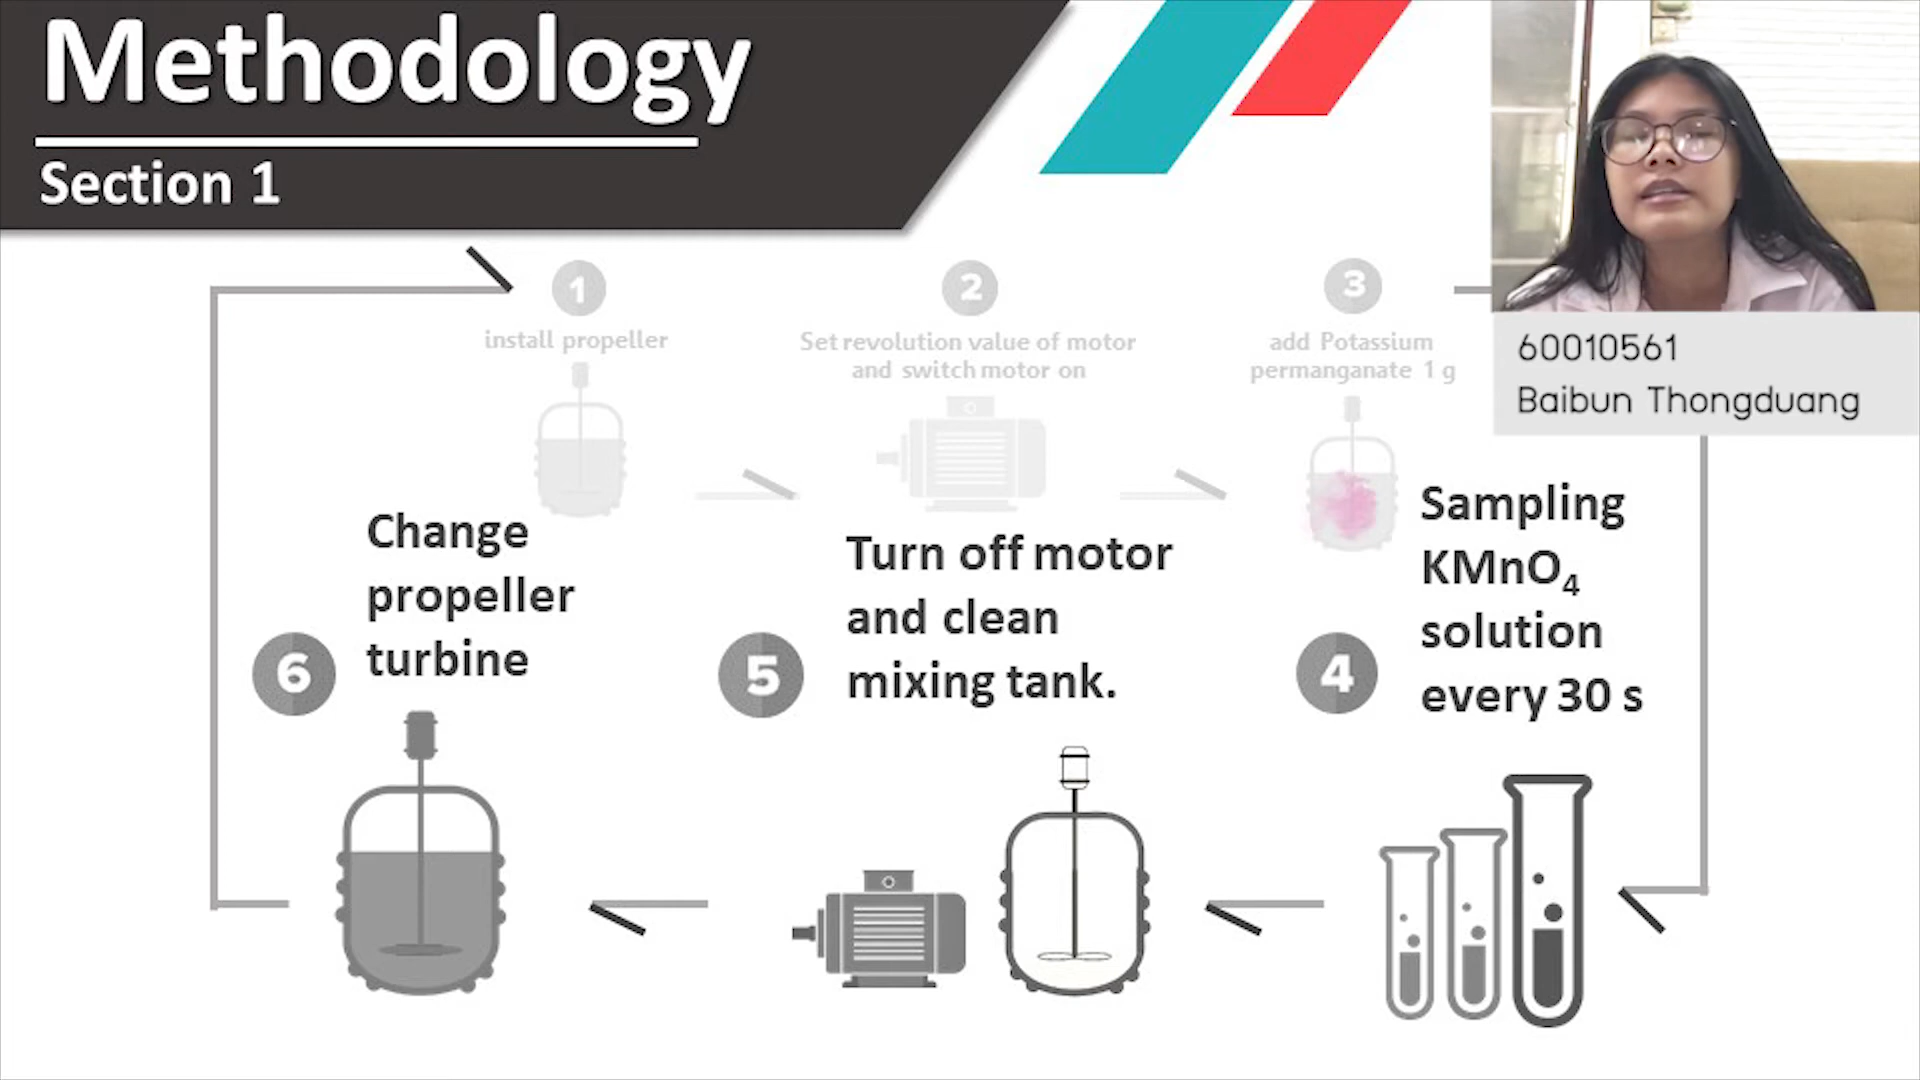 Methodology
Section 1
1
install propeller
2
Set revolution value of motor
and switch motor on
3
add Potassium
permanganate 1 g
60010561
Baibun Thongduang
Sampling
KMnO₄
solution
every 30 s
4
Turn off motor
and clean
mixing tank.
5
Change
propeller
turbine
6